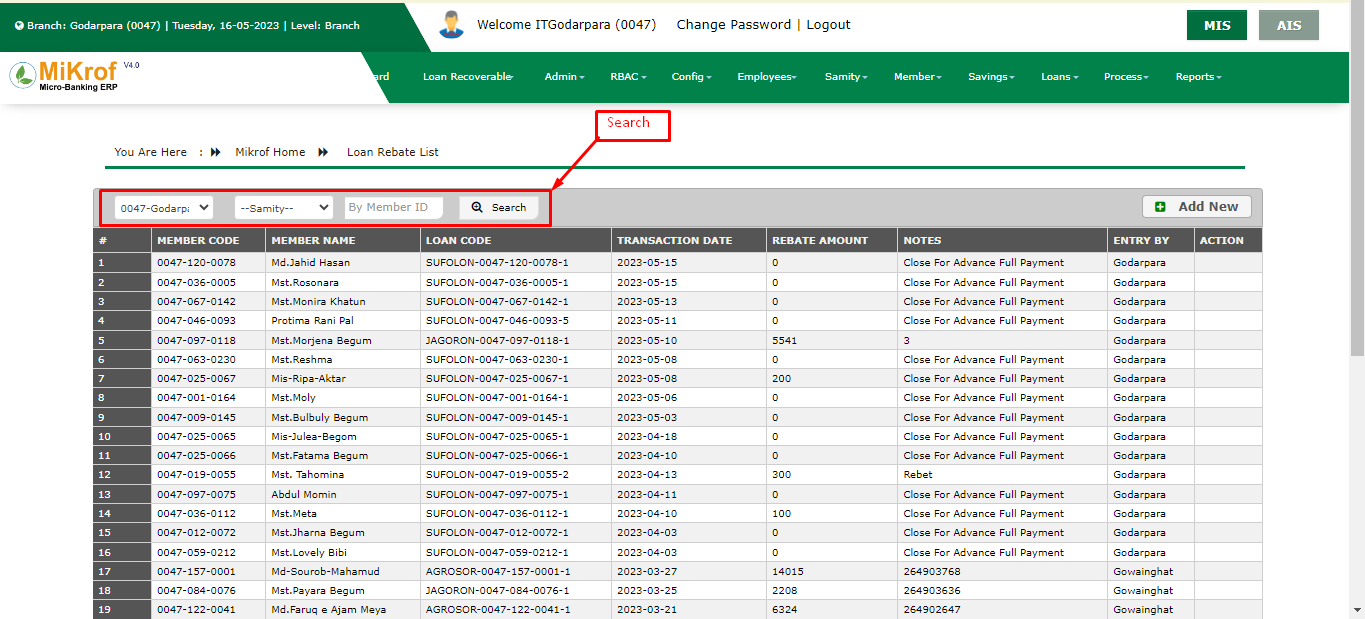 Branch: Godarpara (0047) | Tuesday, 16-05-2023 | Level: Branch
Welcome ITGodarpara (0047) Change Password | Logout
MIS AIS
MiKrof V4.0
Micro-Banking ERP
ard Loan Recoverable Admin RBAC Config Employees Samity Member Savings Loans Process Reports
Search
You Are Here : Mikrof Home Loan Rebate List
0047-Godarpa --Samity-- By Member ID Search Add New
# MEMBER CODE MEMBER NAME LOAN CODE TRANSACTION DATE REBATE AMOUNT NOTES ENTRY BY ACTION
1 0047-120-0078 Md.Jahid Hasan SUFOLON-0047-120-0078-1 2023-05-15 0 Close For Advance Full Payment Godarpara
2 0047-036-0005 Mst.Rosonara SUFOLON-0047-036-0005-1 2023-05-15 0 Close For Advance Full Payment Godarpara
3 0047-067-0142 Mst.Monira Khatun SUFOLON-0047-067-0142-1 2023-05-13 0 Close For Advance Full Payment Godarpara
4 0047-046-0093 Protima Rani Pal SUFOLON-0047-046-0093-5 2023-05-11 0 Close For Advance Full Payment Godarpara
5 0047-097-0118 Mst.Morjena Begum JAGORON-0047-097-0118-1 2023-05-10 5541 3 Godarpara
6 0047-063-0230 Mst.Reshma SUFOLON-0047-063-0230-1 2023-05-08 0 Close For Advance Full Payment Godarpara
7 0047-025-0067 Mis-Ripa-Aktar SUFOLON-0047-025-0067-1 2023-05-08 200 Close For Advance Full Payment Godarpara
8 0047-001-0164 Mst.Moly SUFOLON-0047-001-0164-1 2023-05-06 0 Close For Advance Full Payment Godarpara
9 0047-009-0145 Mst.Bulbuly Begum SUFOLON-0047-009-0145-1 2023-05-03 0 Close For Advance Full Payment Godarpara
10 0047-025-0065 Mis-Julea-Begom SUFOLON-0047-025-0065-1 2023-04-18 0 Close For Advance Full Payment Godarpara
11 0047-025-0066 Mst.Fatama Begum SUFOLON-0047-025-0066-1 2023-04-10 0 Close For Advance Full Payment Godarpara
12 0047-019-0055 Mst. Tahomina SUFOLON-0047-019-0055-2 2023-04-13 300 Rebet Godarpara
13 0047-097-0075 Abdul Momin SUFOLON-0047-097-0075-1 2023-04-11 0 Close For Advance Full Payment Godarpara
14 0047-036-0112 Mst.Meta SUFOLON-0047-036-0112-1 2023-04-10 100 Close For Advance Full Payment Godarpara
15 0047-012-0072 Mst.Jharna Begum SUFOLON-0047-012-0072-1 2023-04-03 0 Close For Advance Full Payment Godarpara
16 0047-059-0212 Mst.Lovely Bibi SUFOLON-0047-059-0212-1 2023-04-03 0 Close For Advance Full Payment Godarpara
17 0047-157-0001 Md-Sourob-Mahamud AGROSOR-0047-157-0001-1 2023-03-27 14015 264903768 Gowainghat
18 0047-084-0076 Mst.Payara Begum JAGORON-0047-084-0076-1 2023-03-25 2208 264903636 Gowainghat
19 0047-122-0041 Md.Faruq e Ajam Meya AGROSOR-0047-122-0041-1 2023-03-21 6324 264902647 Gowainghat